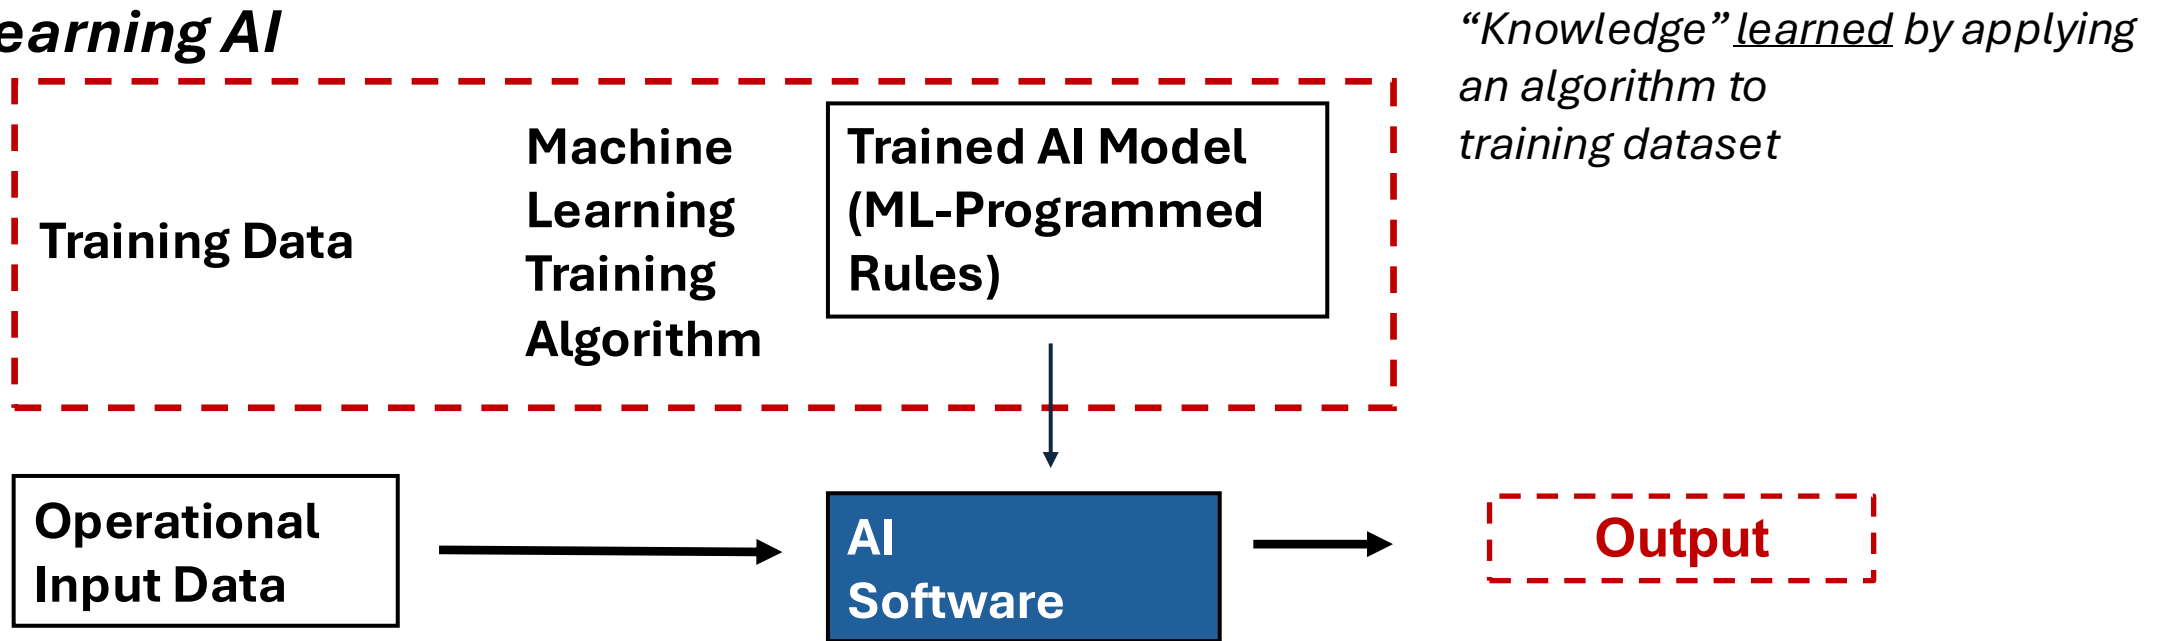 earning AI
“Knowledge” learned by applying
an algorithm to
training dataset
Training Data
Machine
Learning
Training
Algorithm
Trained AI Model
(ML-Programmed
Rules)
Operational
Input Data
AI
Software
Output